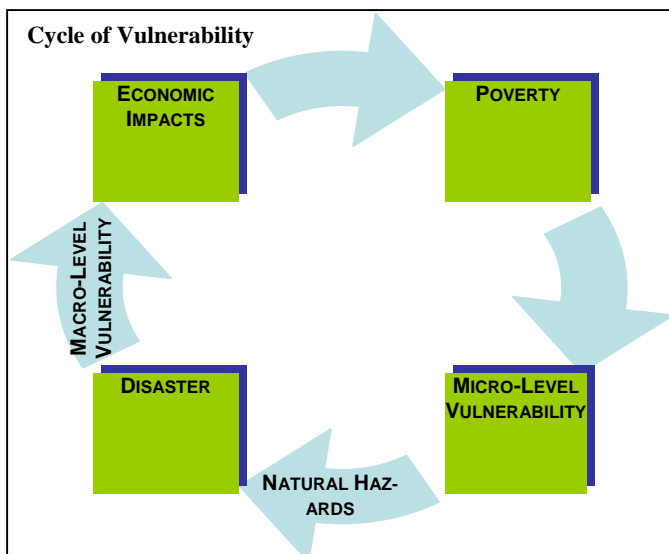 Cycle of Vulnerability
ECONOMIC
IMPACTS
POVERTY
MACRO-LEVEL
VULNERABILITY
DISASTER
MICRO-LEVEL
VULNERABILITY
NATURAL HAZ-
ARDS